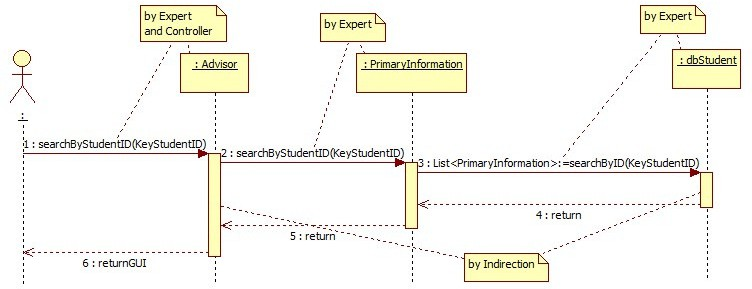 by Expert
and Controller
by Expert
by Expert
: Advisor
: PrimaryInformation
: dbStudent
:
1 : searchByStudentID(KeyStudentID)
2 : searchByStudentID(KeyStudentID)
3 : List<PrimaryInformation>:=searchByID(KeyStudentID)
4 : return
5 : return
6 : returnGUI
by Indirection